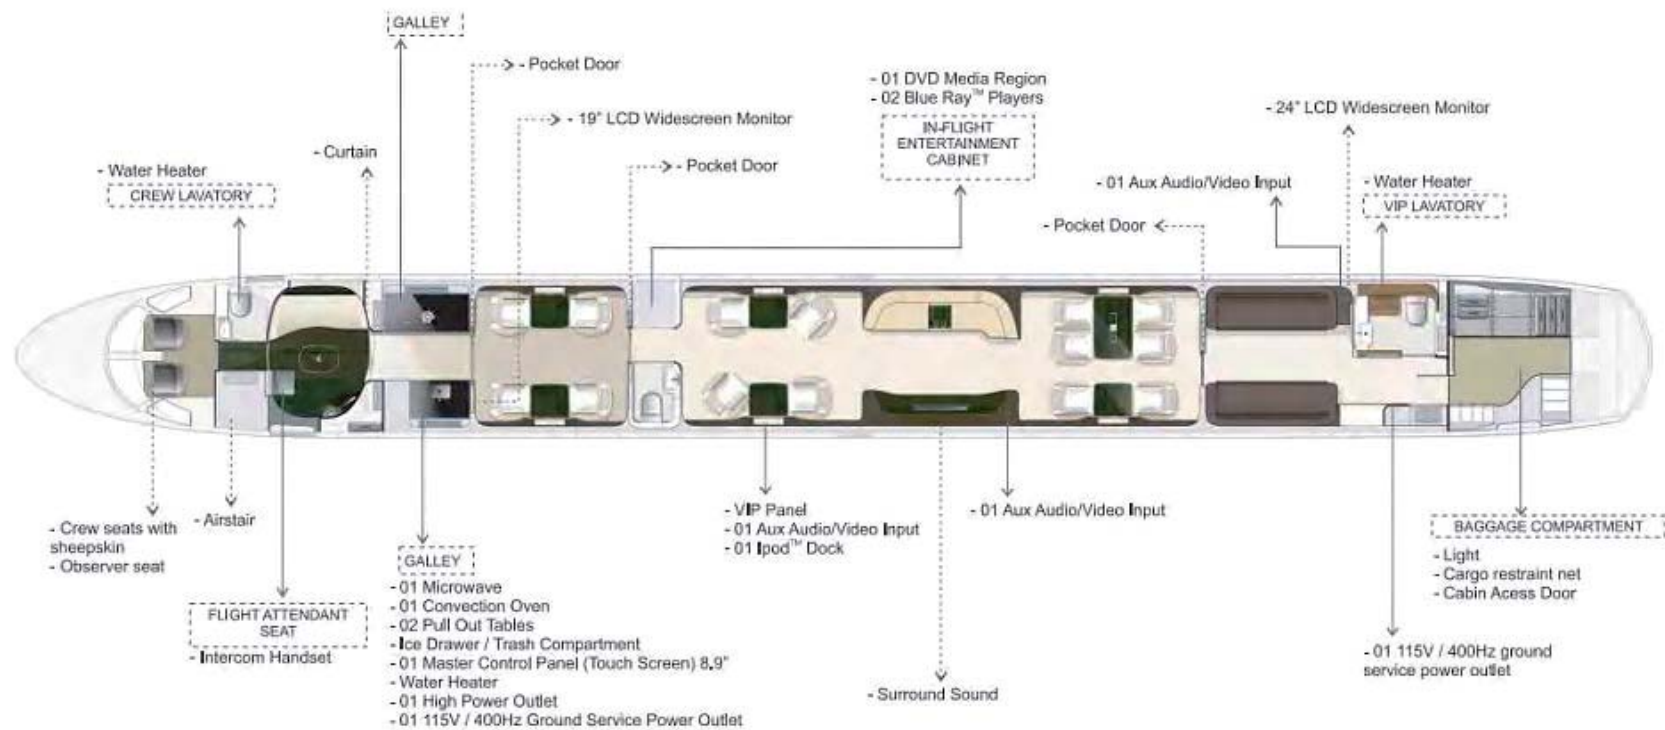 GALLEY
- Pocket Door
- 19" LCD Widescreen Monitor
- Pocket Door
- Curtain
- Water Heater
CREW LAVATORY
- 01 DVD Media Region
- 02 Blue Ray™ Players
IN-FLIGHT
ENTERTAINMENT
CABINET
- 24" LCD Widescreen Monitor
- 01 Aux Audio/Video Input
- Pocket Door
- Water Heater
VIP LAVATORY
- Crew seats with
sheepskin
- Observer seat
- Airstair
FLIGHT ATTENDANT
SEAT
- Intercom Handset
GALLEY
- 01 Microwave
- 01 Convection Oven
- 02 Pull Out Tables
- Ice Drawer / Trash Compartment
- 01 Master Control Panel (Touch Screen) 8.9"
- Water Heater
- 01 High Power Outlet
- 01 115V / 400Hz Ground Service Power Outlet
- VIP Panel
- 01 Aux Audio/Video Input
- 01 Ipod™ Dock
- Surround Sound
- 01 Aux Audio/Video Input
BAGGAGE COMPARTMENT
- Light
- Cargo restraint net
- Cabin Acess Door
- 01 115V / 400Hz ground
service power outlet